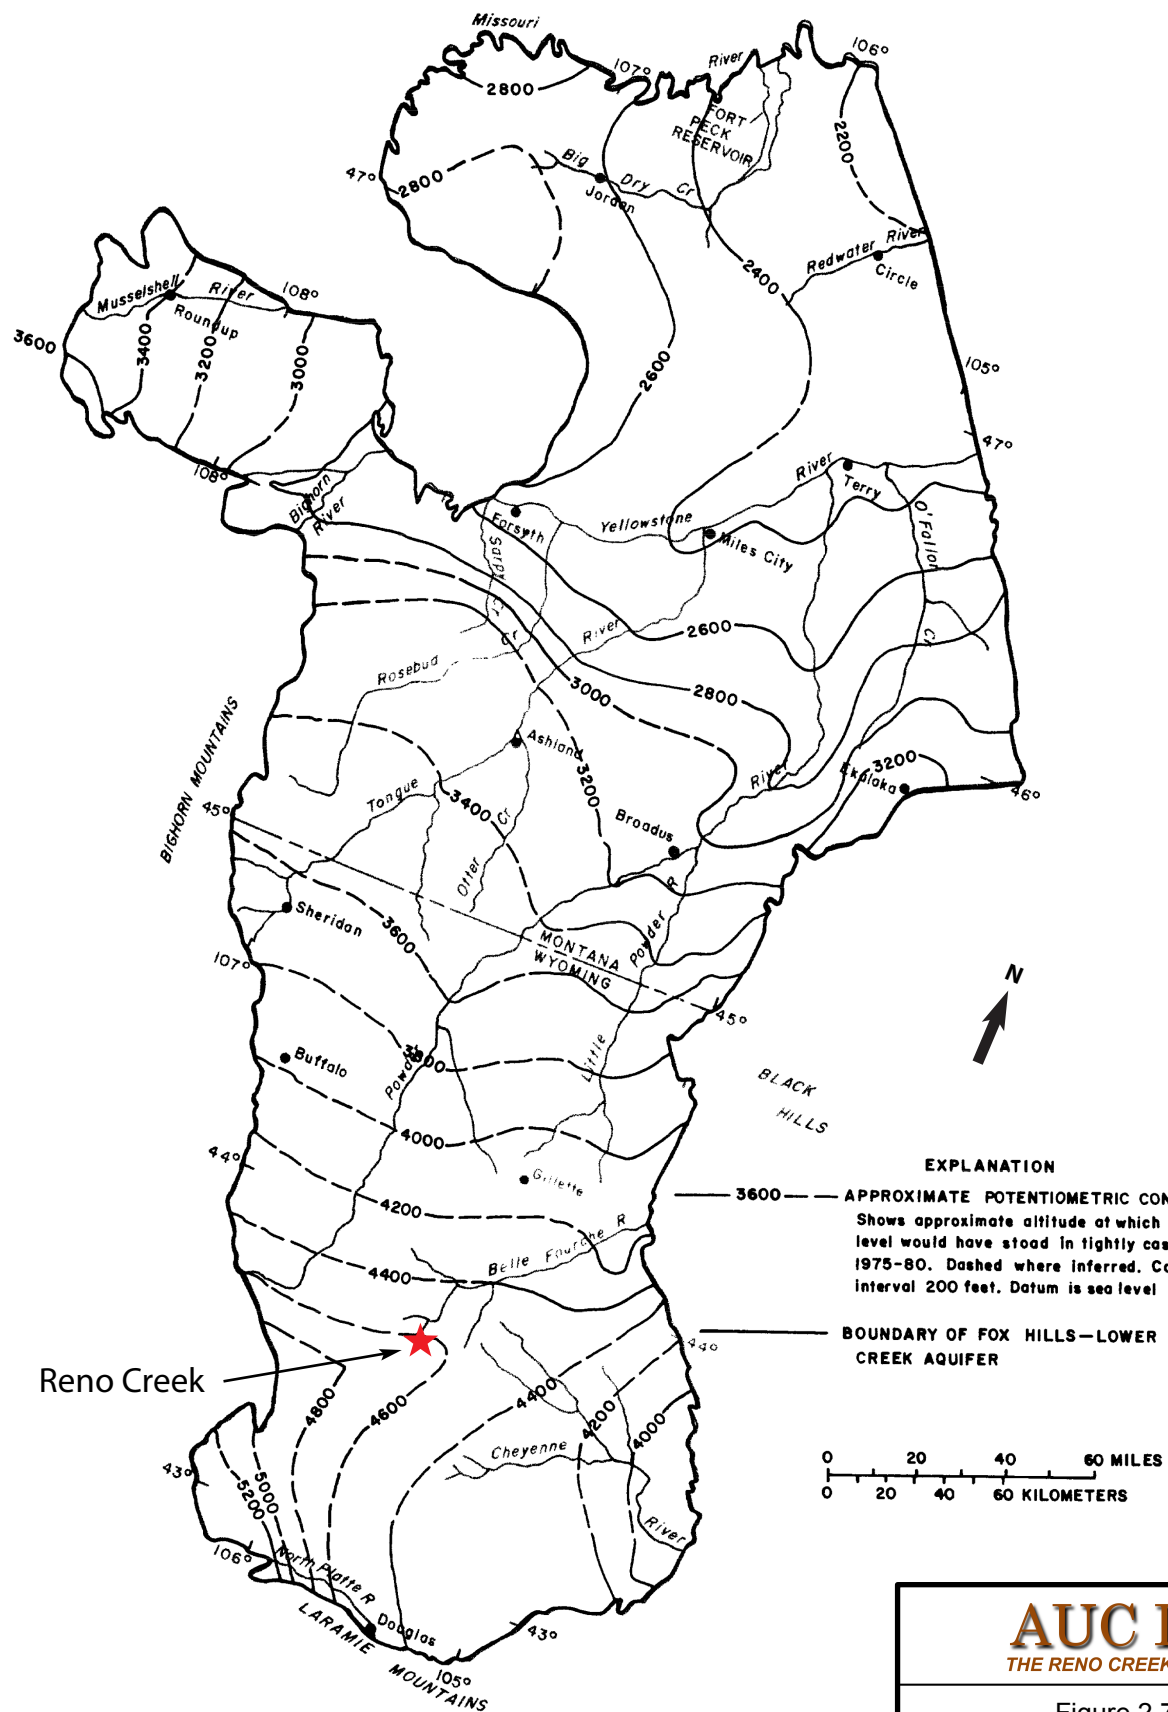 Missouri
River
107°
106°
2800
FORT
PECK
RESERVOIR
2200
Big Dry Cr
47°
2800
Jordan
Redwater River
Circle
2400
Musselshell River
108°
Roundup
3600
3400
3200
3000
2600
105°
47°
108°
Bighorn
River
River
Terry
Forsyth
Yellowstone
Miles City
O'Fallon
Cr
Sarpy Cr
Cr
River
2600
Rosebud
3000
2800
BIGHORN MOUNTAINS
Ashland
3200
River
Ekalaka
3200
46°
45°
Tongue
3400
Cr
Otter
Broadus
Sheridan
3600
MONTANA
WYOMING
Powder R
107°
45°
N
Buffalo
Powder
3800
Little
BLACK
HILLS
4000
44°
Gillette
4200
Belle Fourche R
4400
EXPLANATION
3600
APPROXIMATE POTENTIOMETRIC CON
Shows approximate altitude at which
level would have stoad in tightly cas
1975-80. Dashed where inferred. Co
interval 200 feet. Datum is sea level
BOUNDARY OF FOX HILLS—LOWER
CREEK AQUIFER
44°
Reno Creek
4800
4600
4400
4200
4000
Cheyenne
River
43°
5000
5200
0 20 40 60 MILES
0 20 40 60 KILOMETERS
106°
North Platte R
LARAMIE
MOUNTAINS
Douglas
43°
105°
AUC
THE RENO CREEK
Figure 2.7